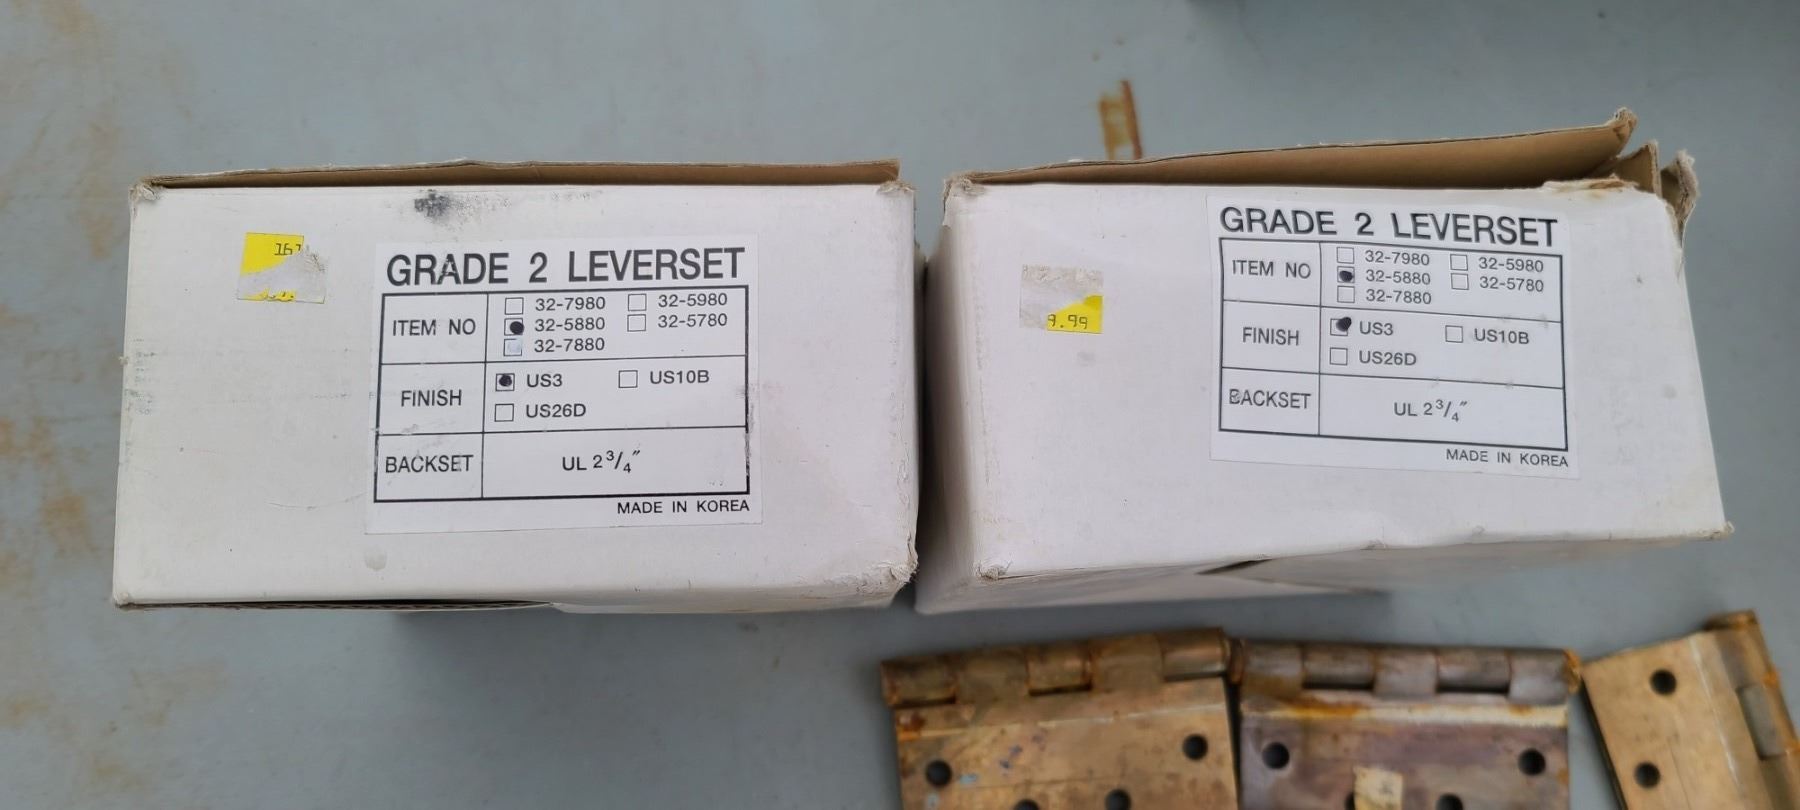 161
GRADE 2 LEVERSET
ITEM NO
32-7980 32-5980
32-5880 32-5780
32-7880
FINISH
US3 US10B
US26D
BACKSET
UL 2 3/4"
MADE IN KOREA
9.99
GRADE 2 LEVERSET
ITEM NO
32-7980 32-5980
32-5880 32-5780
32-7880
FINISH
US3 US10B
US26D
BACKSET
UL 2 3/4"
MADE IN KOREA